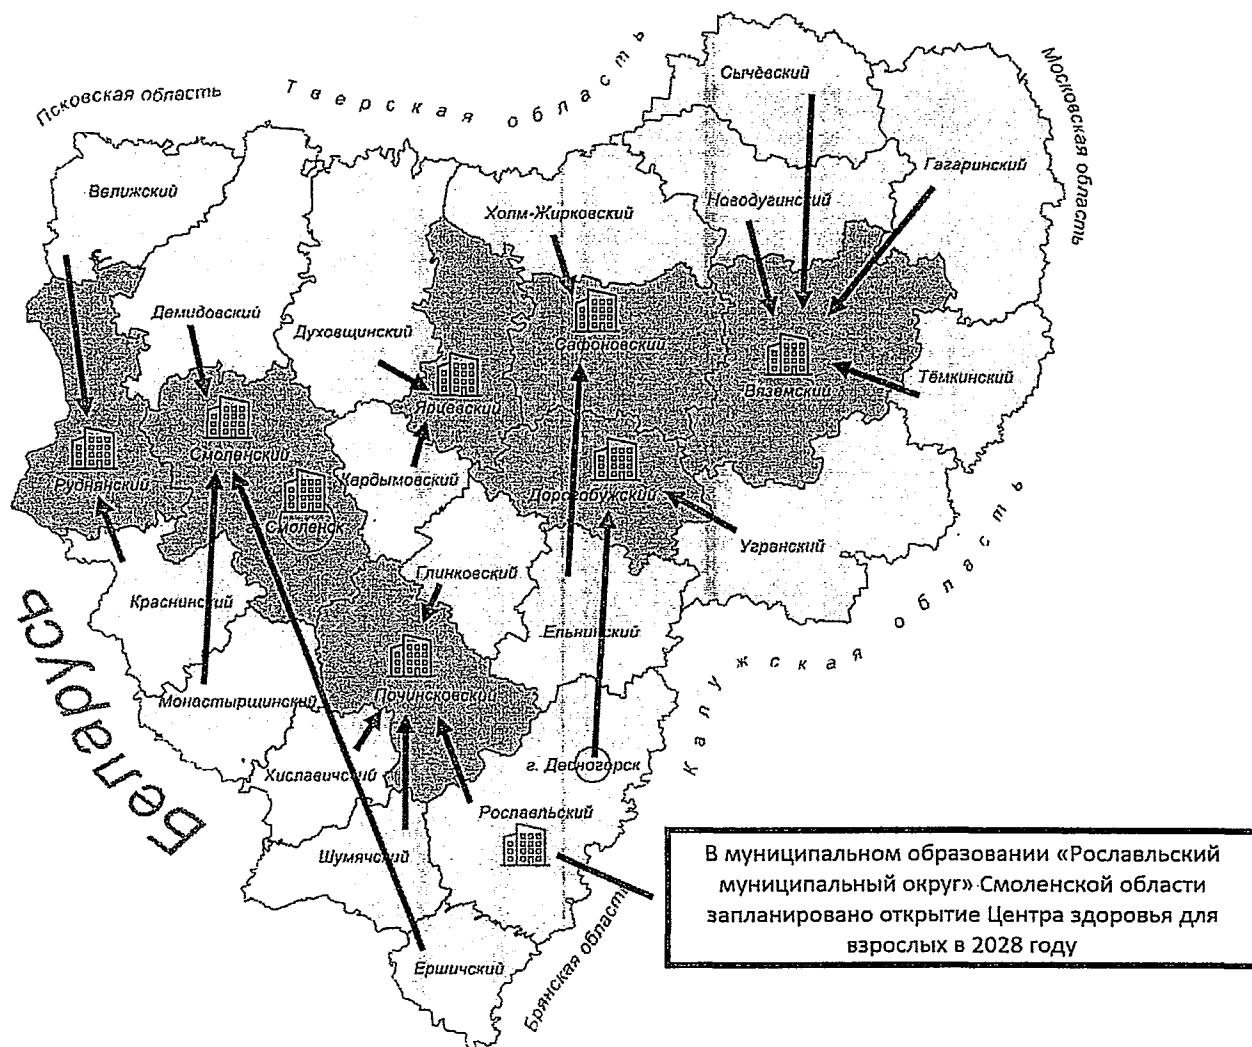 Псковская область
Тверская область
Московская область
Сычёвский
Гагаринский
Велижский
Новодугинский
Холм-Жирковский
Демидовский
Духовщинский
Сафоновский
Тёмкинский
Вяземский
Ярцевский
Смоленский
Руднянский
Кардымовский
Дорогобужский
Смоленск
Угранский
Глинковский
Краснинский
Ельнинский
Беларусь
Калужская область
Монастырщинский
Починковский
Хиславичский
г. Десногорск
Рославльский
Шумячский
Ершичский
Брянская область
В муниципальном образовании «Рославльский
муниципальный округ» Смоленской области
запланировано открытие Центра здоровья для
взрослых в 2028 году